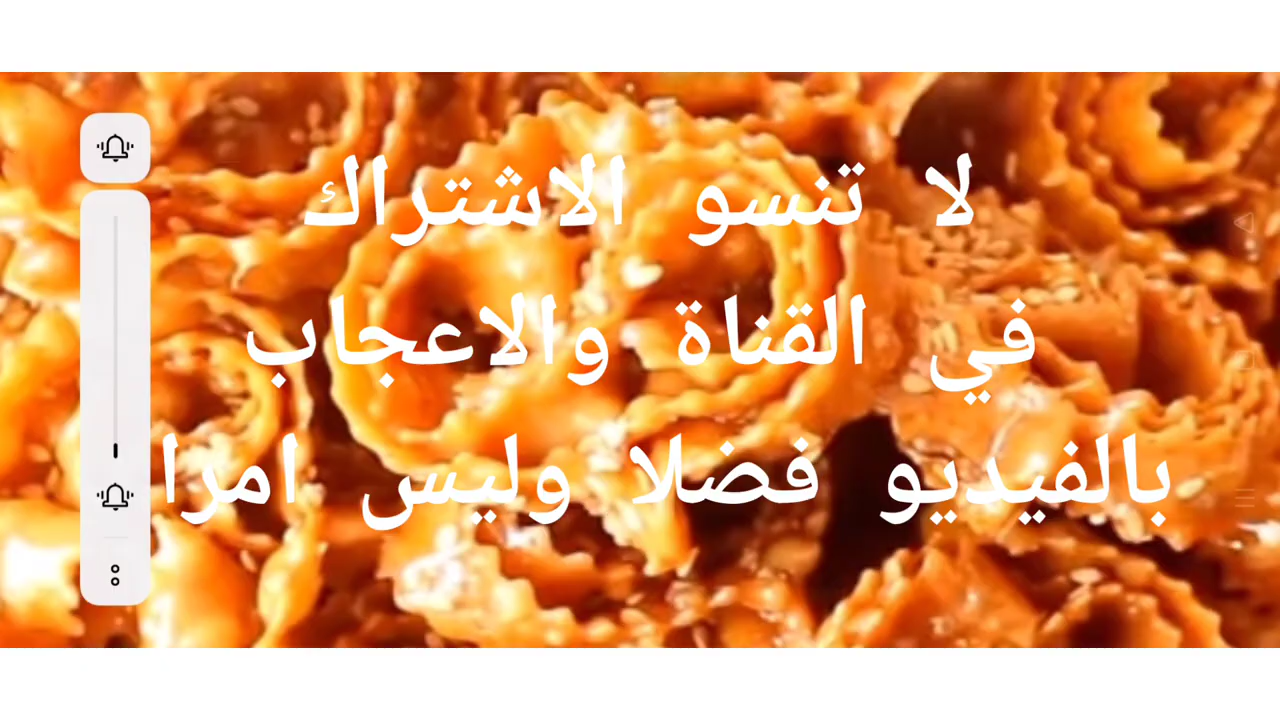 لا تنسو الاشتراك
في القناة والاعجاب
بالفيديو فضلا وليس امرا